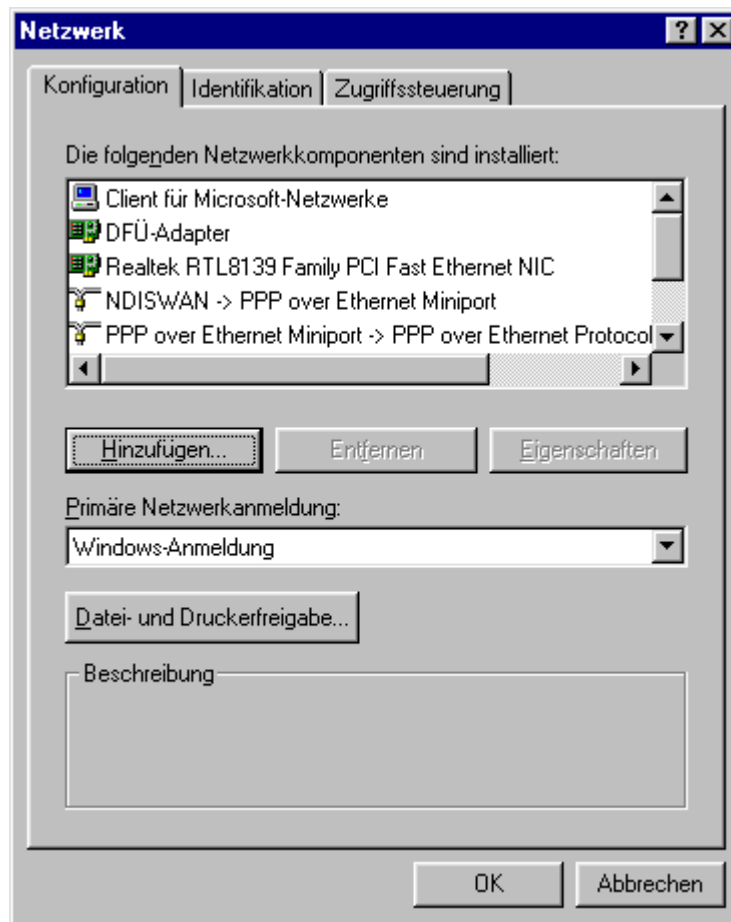 Netzwerk
Konfiguration Identifikation Zugriffssteuerung
Die folgenden Netzwerkkomponenten sind installiert:
Client für Microsoft-Netzwerke
DFÜ-Adapter
Realtek RTL8139 Family PCI Fast Ethernet NIC
NDISWAN -> PPP over Ethernet Miniport
PPP over Ethernet Miniport -> PPP over Ethernet Protocol
Hinzufügen... Entfernen Eigenschaften
Primäre Netzwerkanmeldung:
Windows-Anmeldung
Datei- und Druckerfreigabe...
Beschreibung
OK Abbrechen